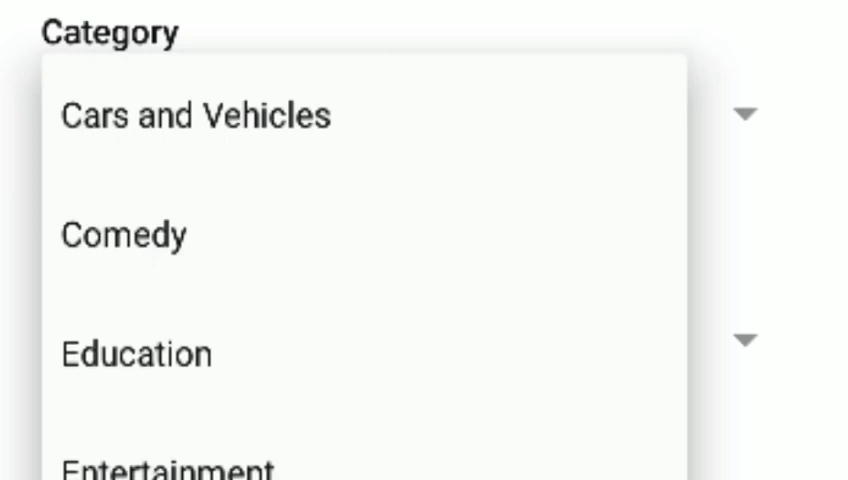 Category
Cars and Vehicles
Comedy
Education
Entertainment